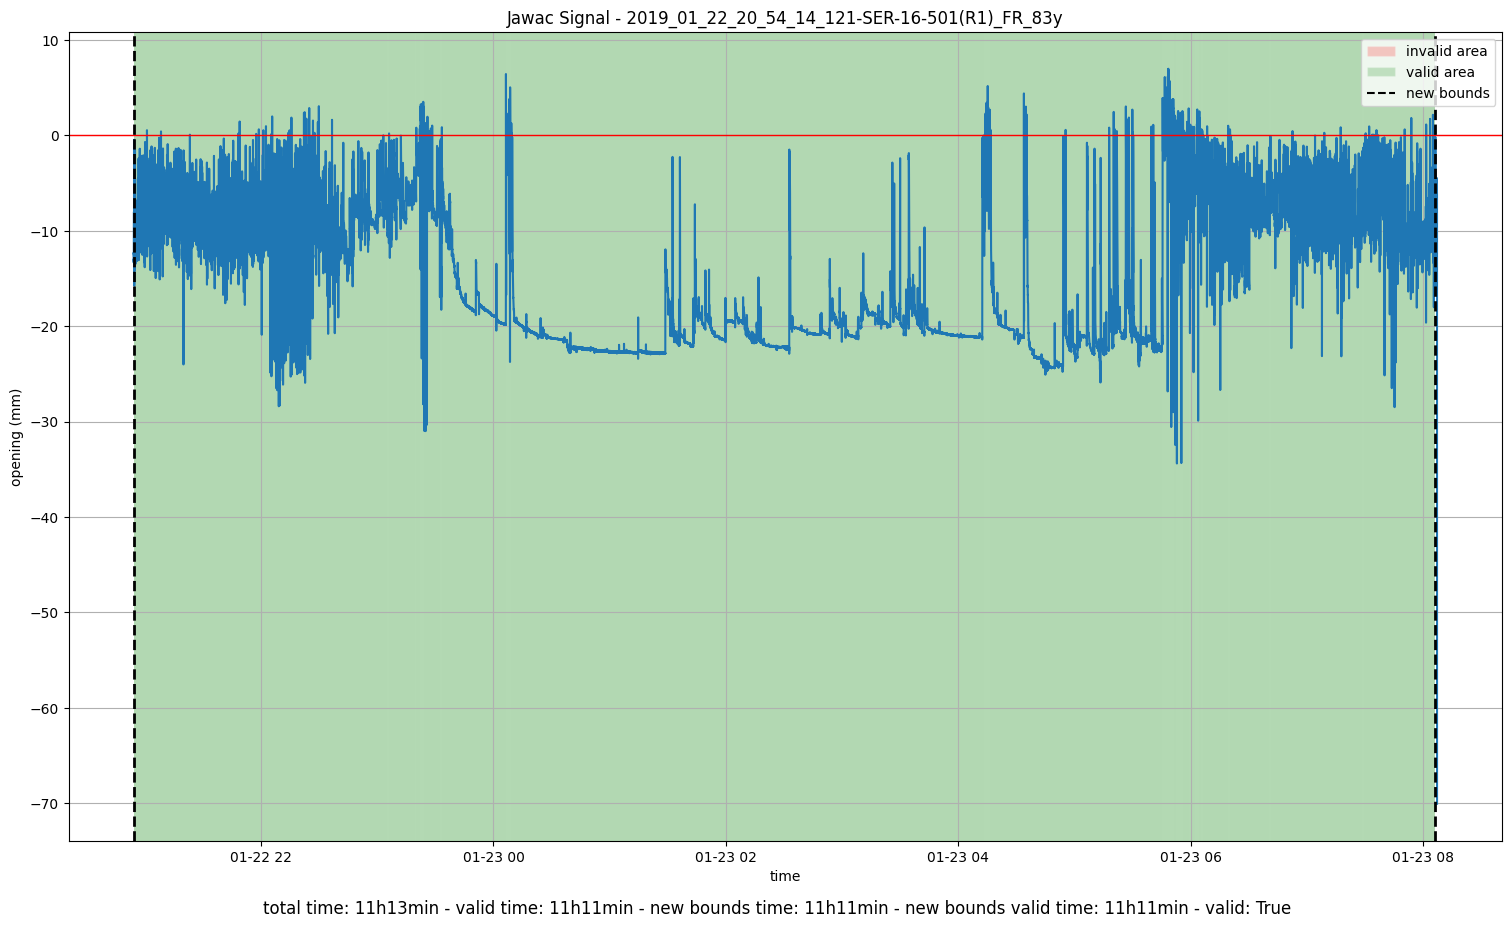 Jawac Signal - 2019_01_22_20_54_14_121-SER-16-501(R1)_FR_83y
invalid area
valid area
new bounds
10
0
−10
−20
−30
−40
−50
−60
−70
opening (mm)
01-22 22
01-23 00
01-23 02
01-23 04
01-23 06
01-23 08
time
total time: 11h13min - valid time: 11h11min - new bounds time: 11h11min - new bounds valid time: 11h11min - valid: True